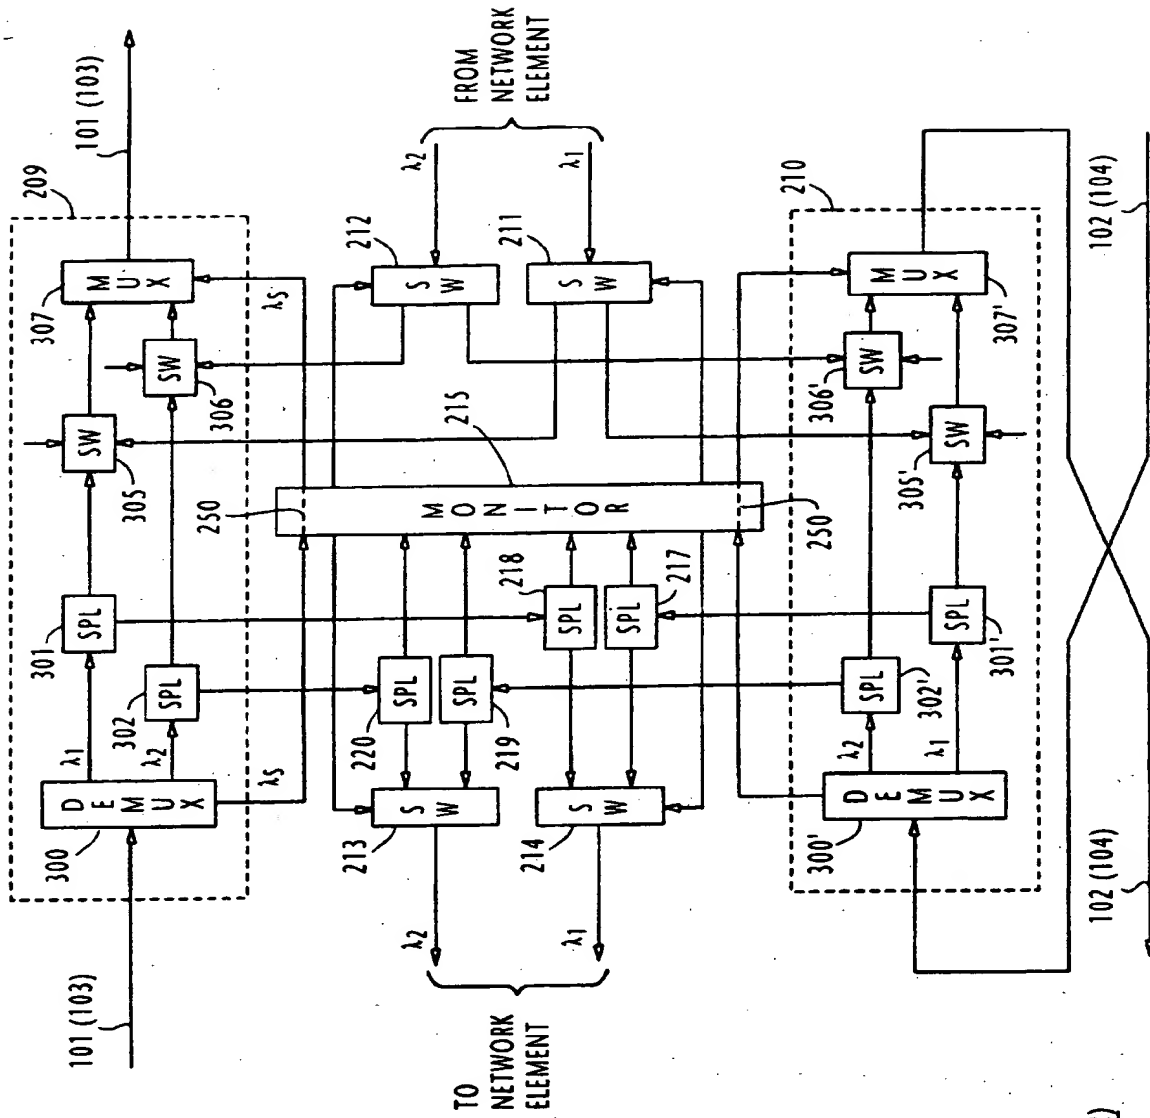 101 (103)
209
307
MUX
λS
SW
306
SW
305
301
SPL
302
SPL
λ1
λ2
DEMUX
λS
300
101 (103)
FROM
NETWORK
ELEMENT
λ2
λ1
212
SW
211
SW
215
250
MONITOR
250
218
SPL
217
SPL
220
SPL
219
SPL
213
SW
214
SW
λ2
λ1
TO
NETWORK
ELEMENT
210
MUX
307'
SW
306'
SW
305'
SPL
301'
SPL
302'
λ2
λ1
DEMUX
300'
102 (104)
102 (104)